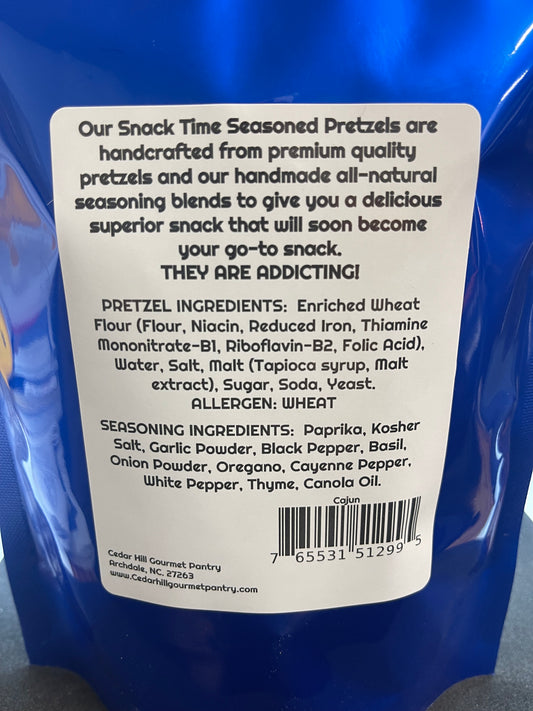 Our Snack Time Seasoned Pretzels are
handcrafted from premium quality
pretzels and our handmade all-natural
seasoning blends to give you a delicious
superior snack that will soon become
your go-to snack.
THEY ARE ADDICTING!
PRETZEL INGREDIENTS: Enriched Wheat
Flour (Flour, Niacin, Reduced Iron, Thiamine
Mononitrate-B1, Riboflavin-B2, Folic Acid),
Water, Salt, Malt (Tapioca syrup, Malt
extract), Sugar, Soda, Yeast.
ALLERGEN: WHEAT
SEASONING INGREDIENTS: Paprika, Kosher
Salt, Garlic Powder, Black Pepper, Basil,
Onion Powder, Oregano, Cayenne Pepper,
White Pepper, Thyme, Canola Oil.
Cajun
7 65531 51299 5
Cedar Hill Gourmet Pantry
Archdale, NC. 27263
www.Cedarhillgourmetpantry.com